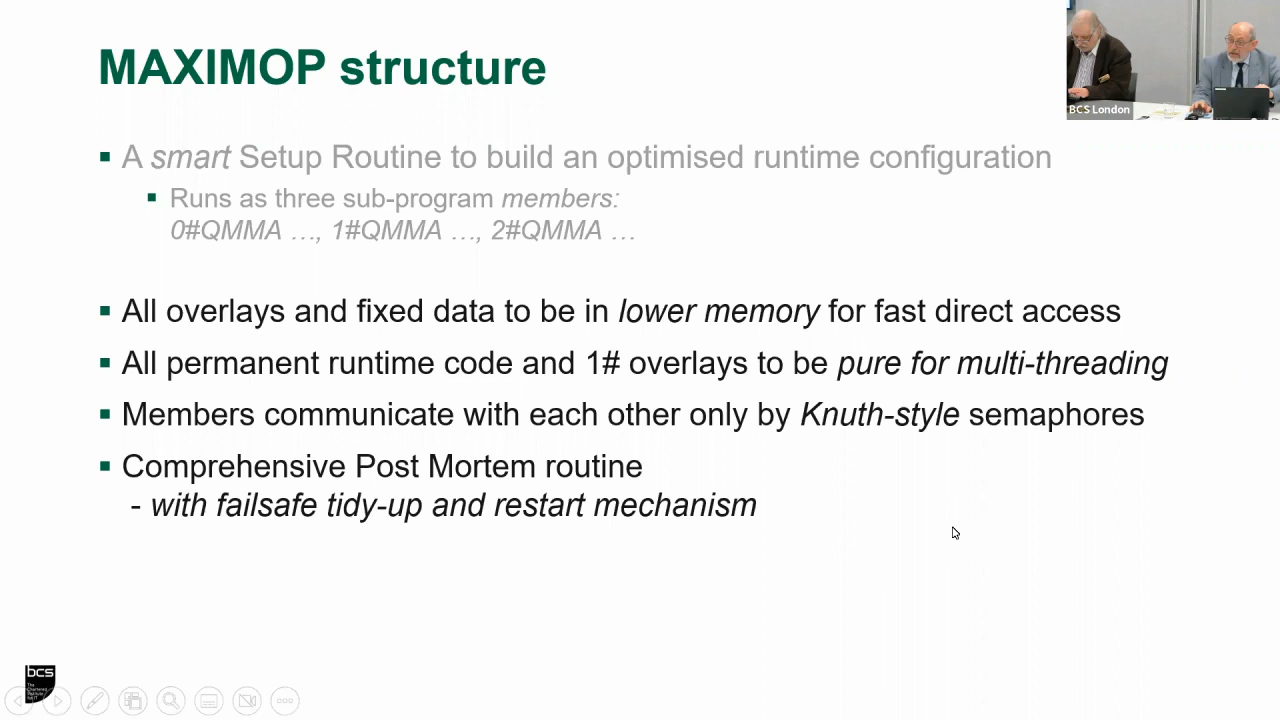 MAXIMOP structure
BCS London
A smart Setup Routine to build an optimised runtime configuration
Runs as three sub-program members:
0#QMMA …, 1#QMMA …, 2#QMMA …
All overlays and fixed data to be in lower memory for fast direct access
All permanent runtime code and 1# overlays to be pure for multi-threading
Members communicate with each other only by Knuth-style semaphores
Comprehensive Post Mortem routine
- with failsafe tidy-up and restart mechanism
bcs